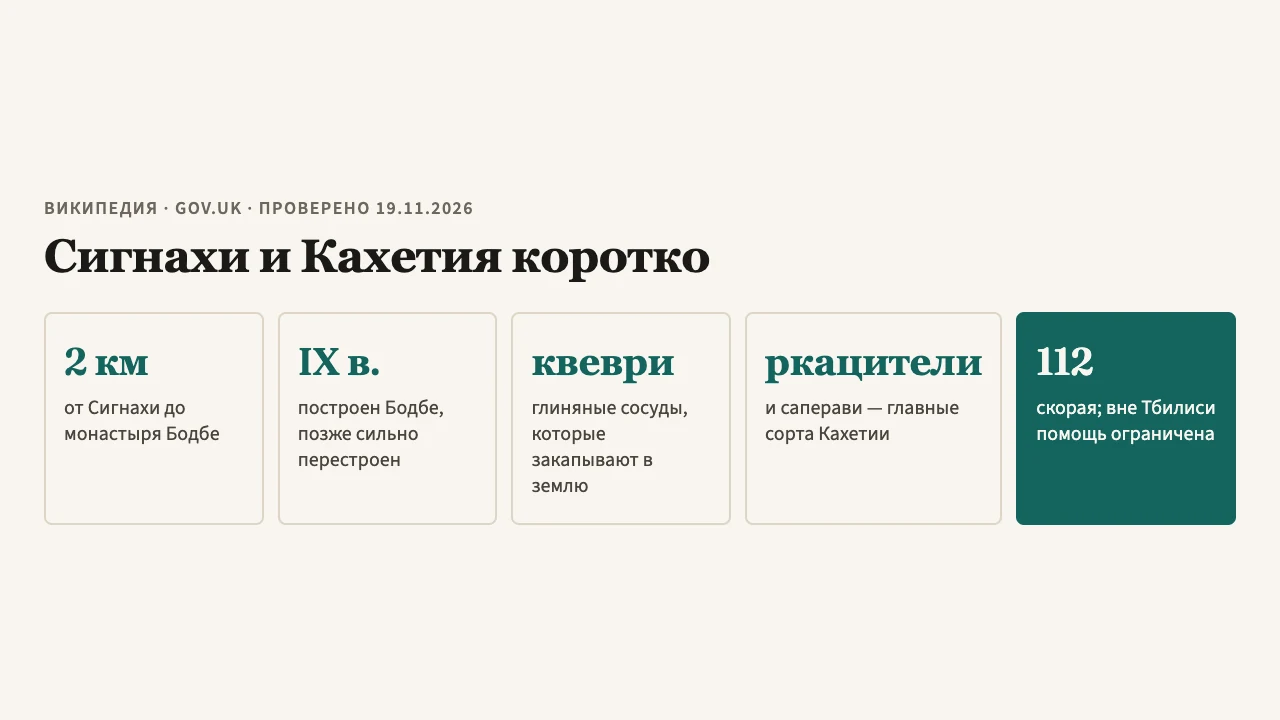 ВИКИПЕДИЯ · GOV.UK · ПРОВЕРЕНО 19.11.2026
Сигнахи и Кахетия коротко
2 км
от Сигнахи до
монастыря Бодбе
IX в.
построен Бодбе,
позже сильно
перестроен
квеври
глиняные сосуды,
которые
закапывают в
землю
ркацители
и саперави — главные
сорта Кахетии
112
скорая; вне Тбилиси
помощь ограничена